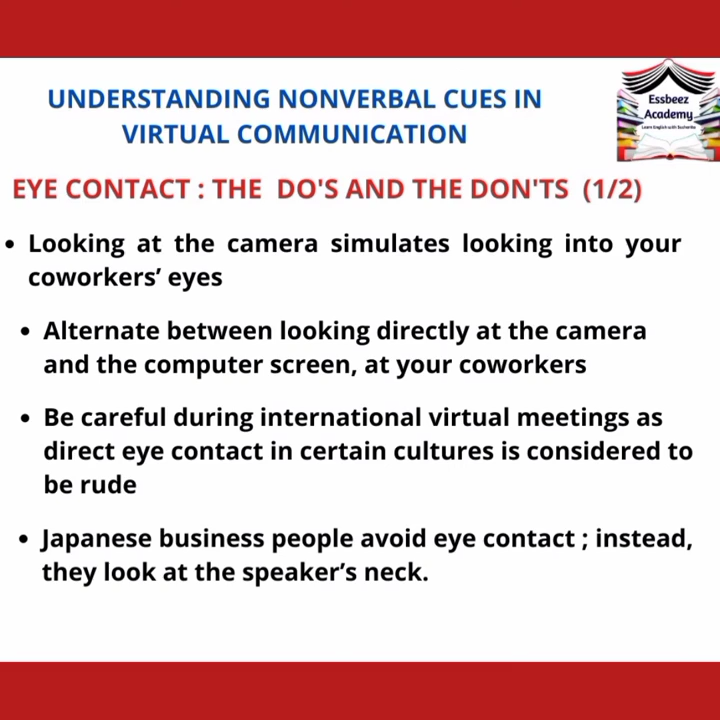 UNDERSTANDING NONVERBAL CUES IN
VIRTUAL COMMUNICATION
Essbeez
Academy
Learn English with Sushenka
EYE CONTACT : THE DO'S AND THE DON'TS (1/2)
• Looking at the camera simulates looking into your
coworkers’ eyes
• Alternate between looking directly at the camera
and the computer screen, at your coworkers
• Be careful during international virtual meetings as
direct eye contact in certain cultures is considered to
be rude
• Japanese business people avoid eye contact ; instead,
they look at the speaker’s neck.